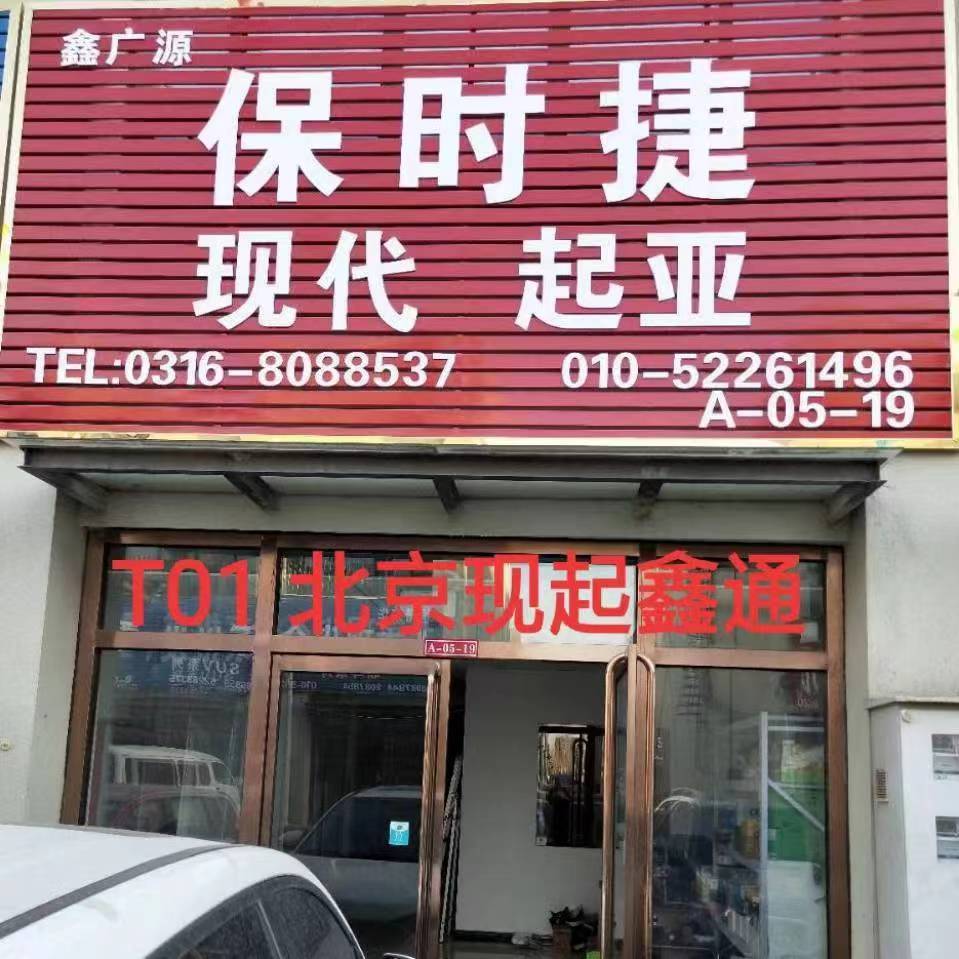 鑫广源
保时捷
现代 起亚
TEL:0316-8088537 010-52261496
A-05-19
T01 北京现起鑫通
A-05-19